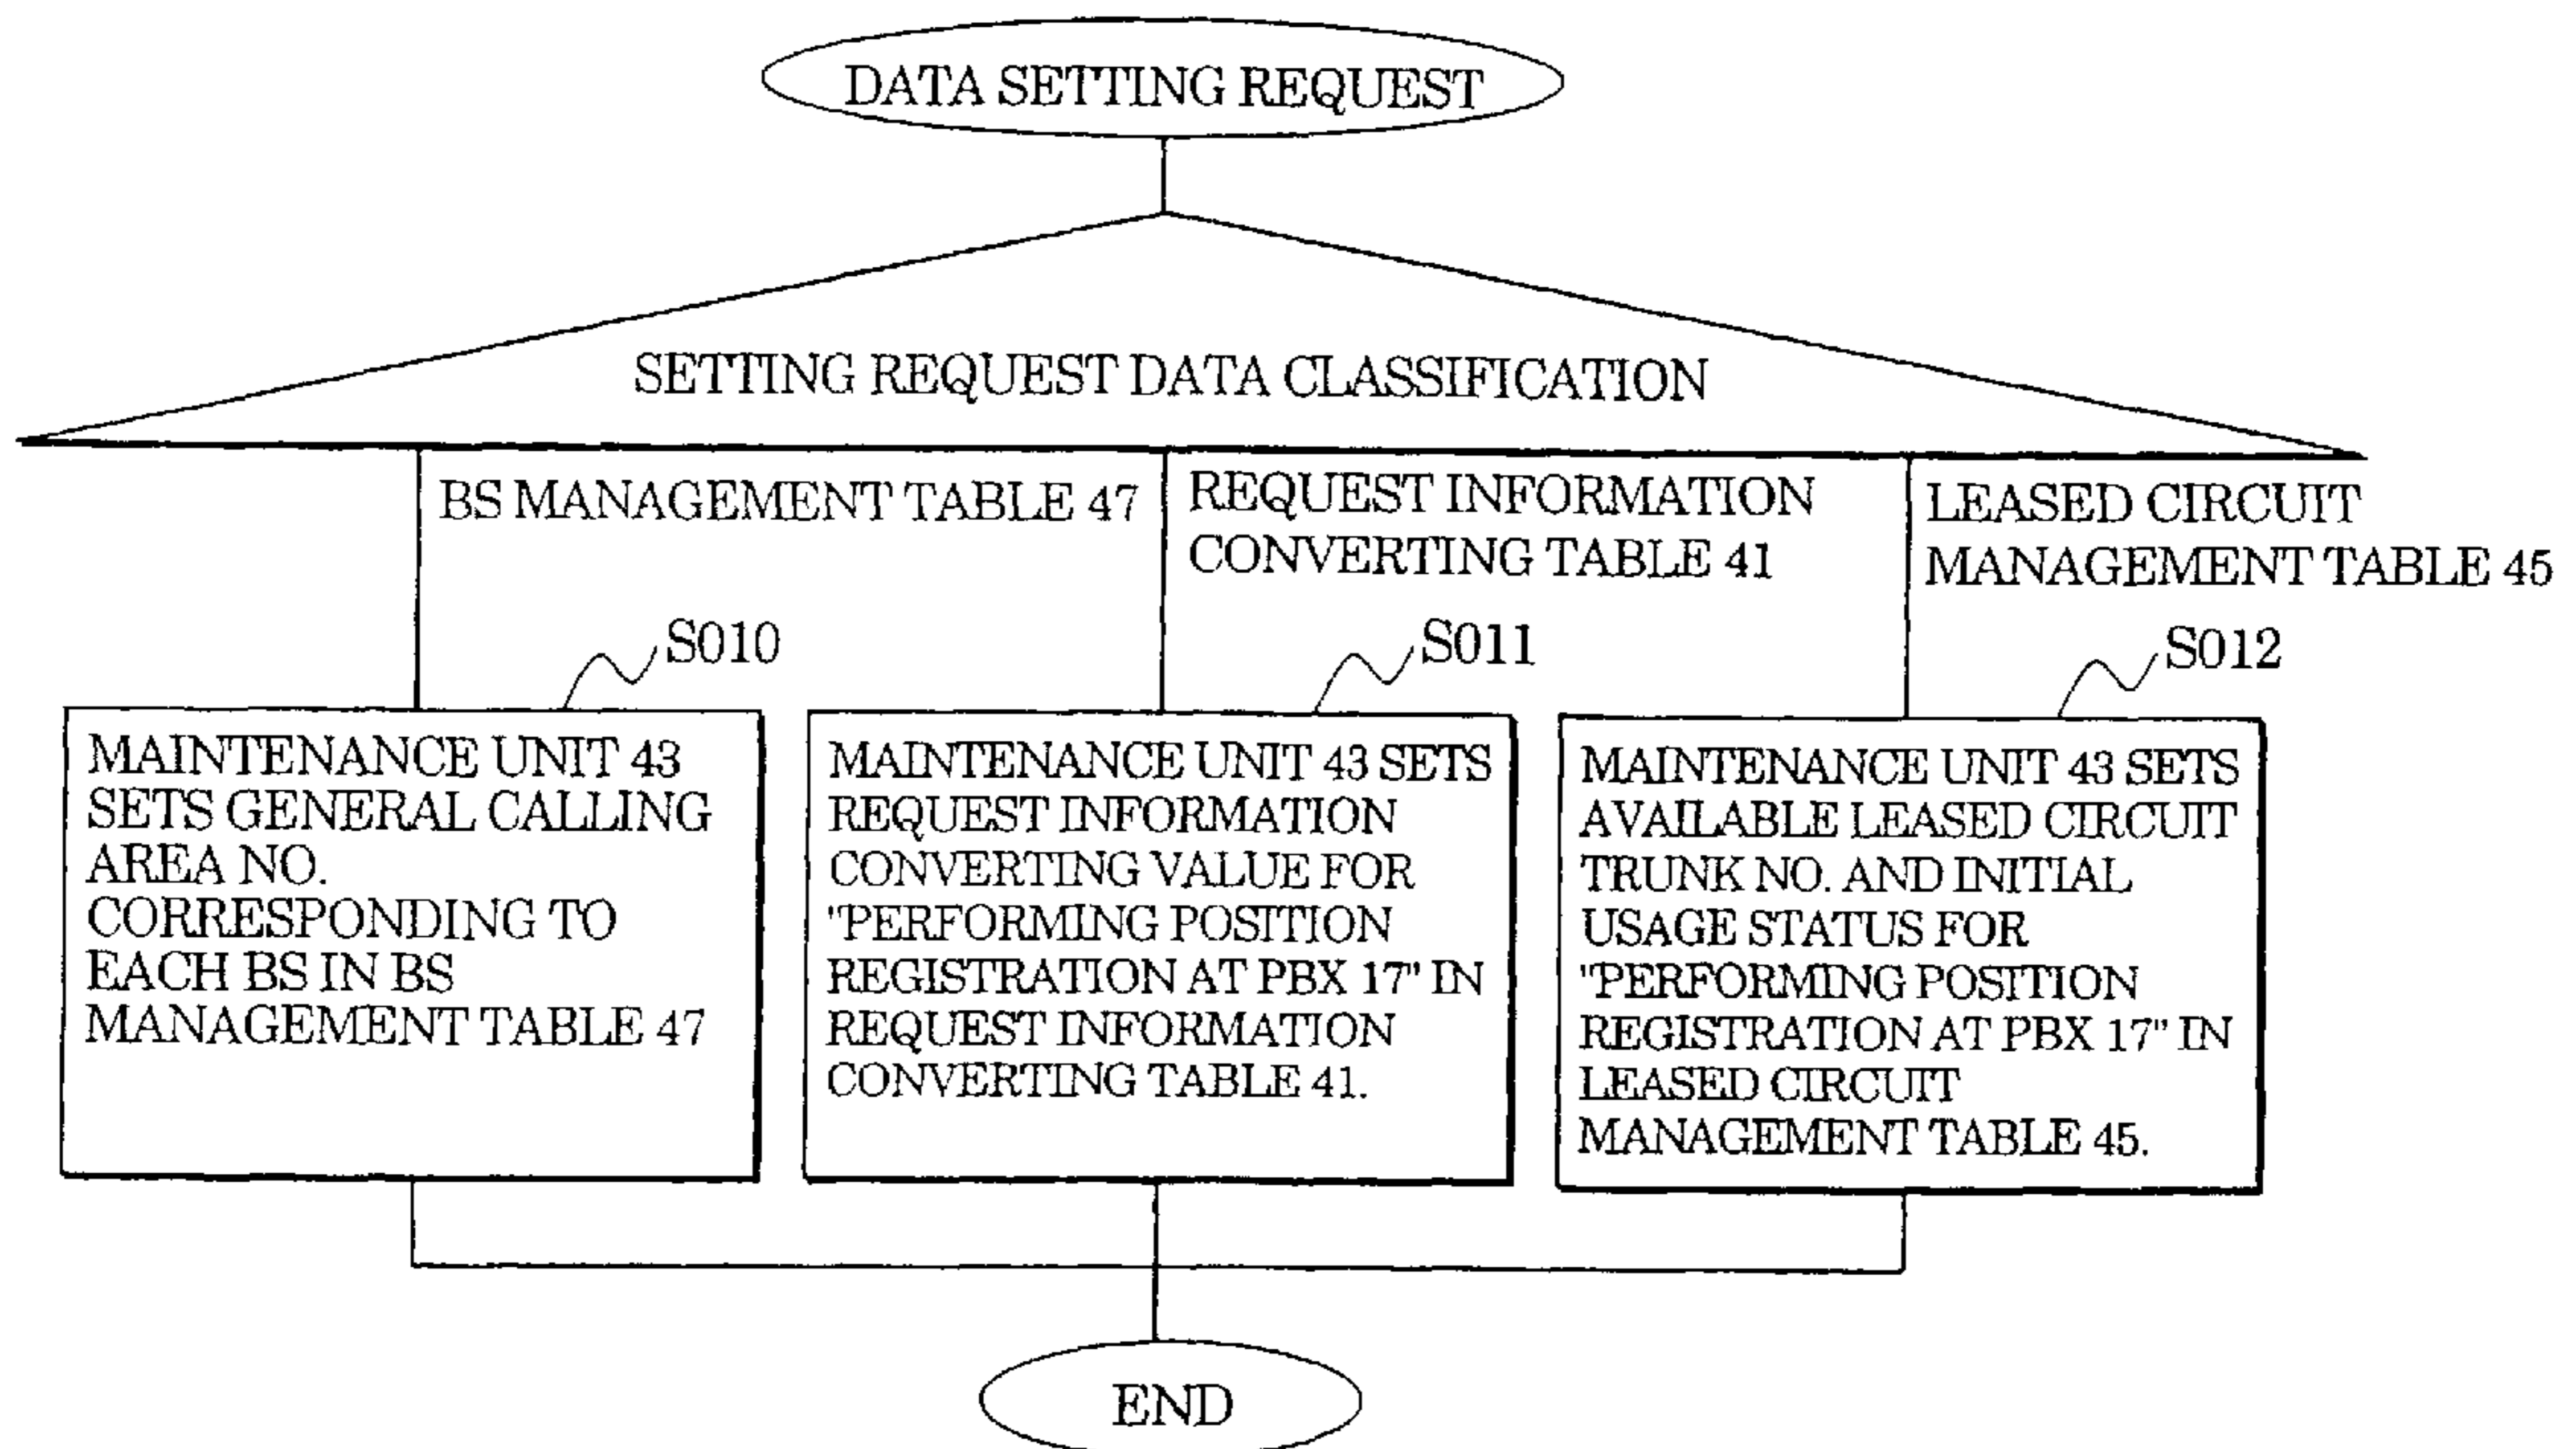 DATA SETTING REQUEST
SETTING REQUEST DATA CLASSIFICATION
BS MANAGEMENT TABLE 47
REQUEST INFORMATION
CONVERTING TABLE 41
LEASED CIRCUIT
MANAGEMENT TABLE 45
S010
MAINTENANCE UNIT 43
SETS GENERAL CALLING
AREA NO.
CORRESPONDING TO
EACH BS IN BS
MANAGEMENT TABLE 47
S011
MAINTENANCE UNIT 43 SETS
REQUEST INFORMATION
CONVERTING VALUE FOR
"PERFORMING POSITION
REGISTRATION AT PBX 17" IN
REQUEST INFORMATION
CONVERTING TABLE 41.
S012
MAINTENANCE UNIT 43 SETS
AVAILABLE LEASED CIRCUIT
TRUNK NO. AND INITIAL
USAGE STATUS FOR
"PERFORMING POSITION
REGISTRATION AT PBX 17" IN
LEASED CIRCUIT
MANAGEMENT TABLE 45.
END